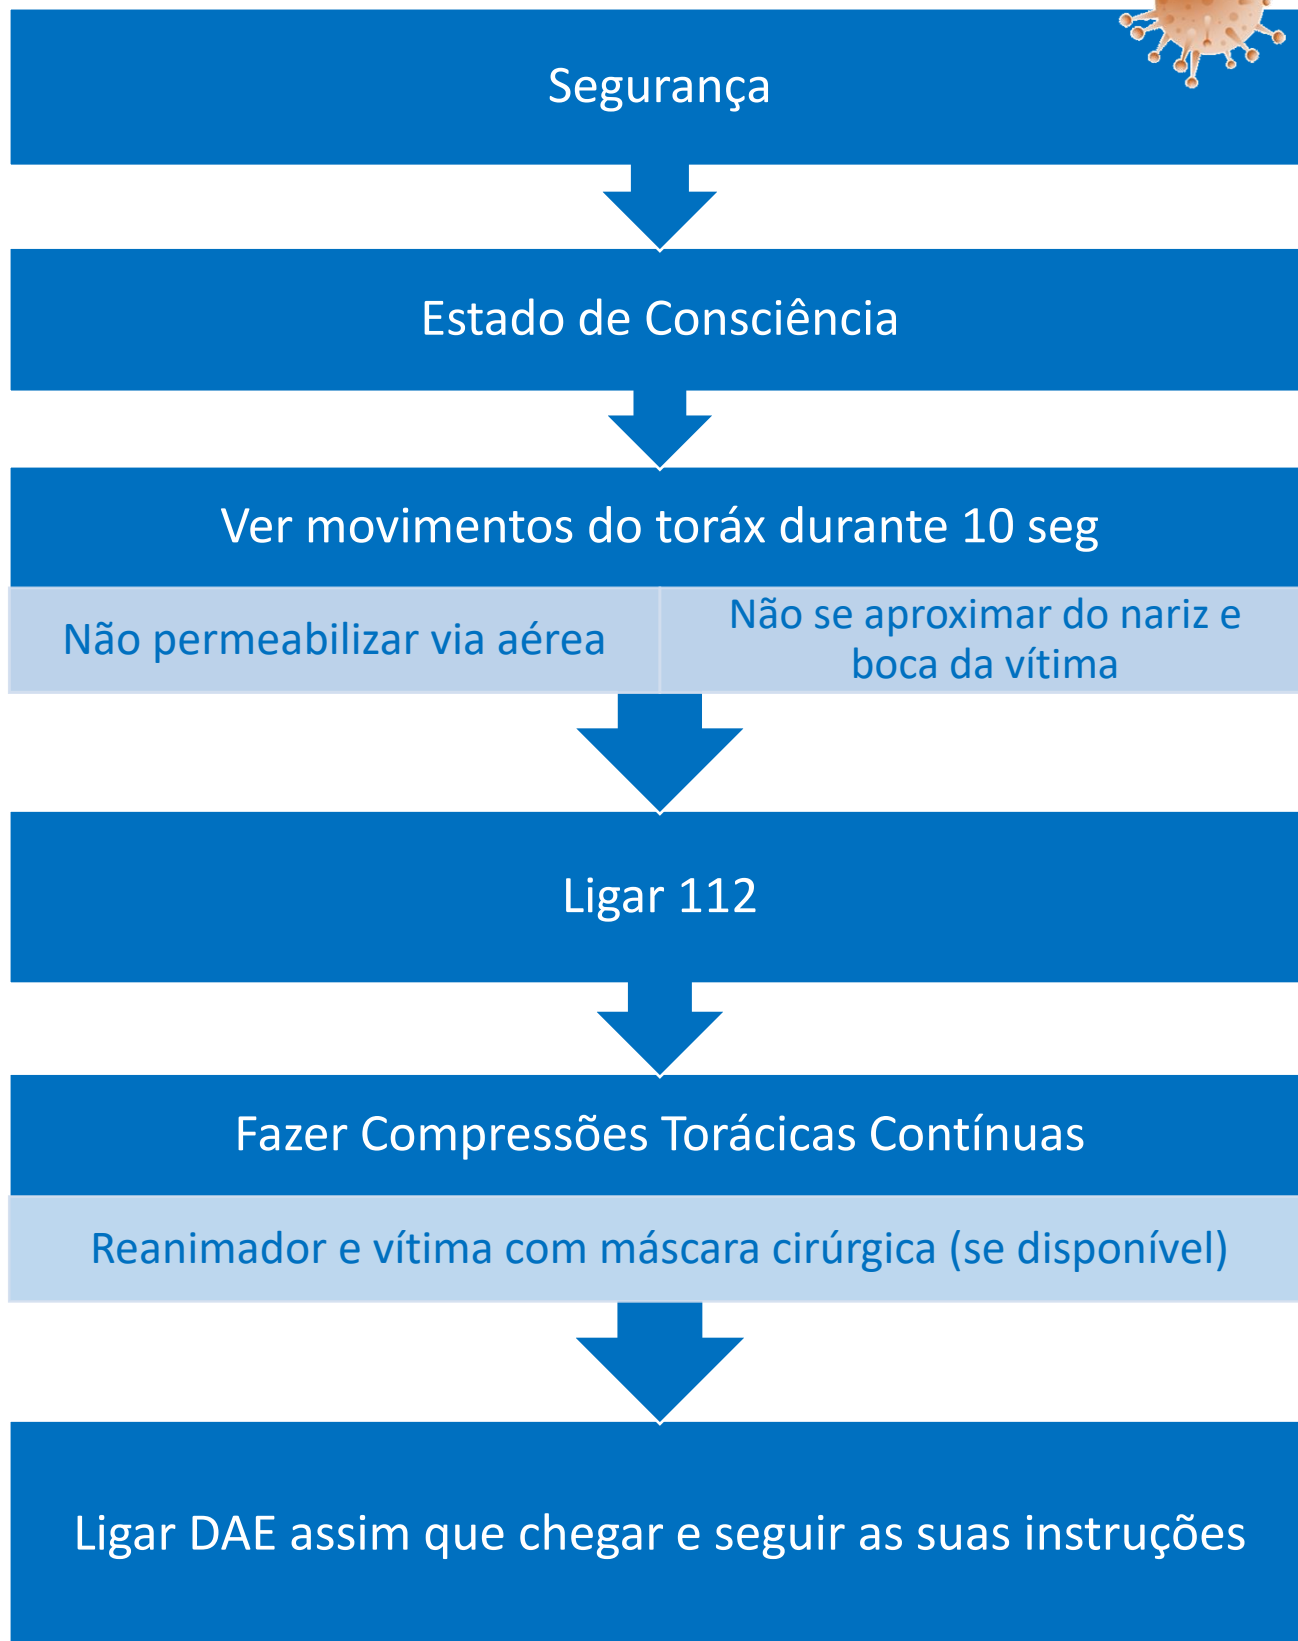 Segurança
Estado de Consciência
Ver movimentos do toráx durante 10 seg
Não permeabilizar via aérea
Não se aproximar do nariz e
boca da vítima
Ligar 112
Fazer Compressões Torácicas Contínuas
Reanimador e vítima com máscara cirúrgica (se disponível)
Ligar DAE assim que chegar e seguir as suas instruções